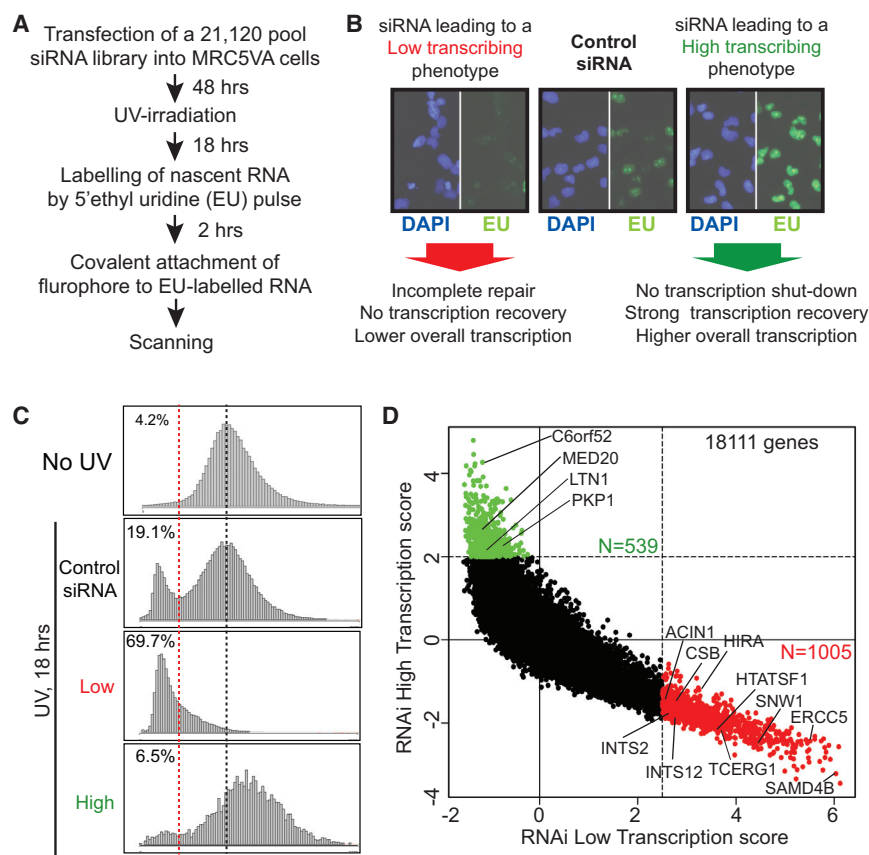 A
Transfection of a 21,120 pool
siRNA library into MRC5VA cells
48 hrs
UV-irradiation
18 hrs
Labelling of nascent RNA
by 5'ethyl uridine (EU) pulse
2 hrs
Covalent attachment of
flurophore to EU-labelled RNA
Scanning
B
siRNA leading to a
Low transcribing
phenotype
Control
siRNA
siRNA leading to a
High transcribing
phenotype
DAPI EU
DAPI EU
DAPI EU
Incomplete repair
No transcription recovery
Lower overall transcription
No transcription shut-down
Strong transcription recovery
Higher overall transcription
C
No UV
4.2%
UV, 18 hrs
Control
siRNA
19.1%
Low
69.7%
High
6.5%
D
18111 genes
RNAi High Transcription score
4
2
0
-2
-4
C6orf52
MED20
LTN1
PKP1
N=539
N=1005
ACIN1
CSB
HIRA
HTATSF1
SNW1
ERCC5
INTS2
INTS12
TCERG1
SAMD4B
-2 0 2 4 6
RNAi Low Transcription score